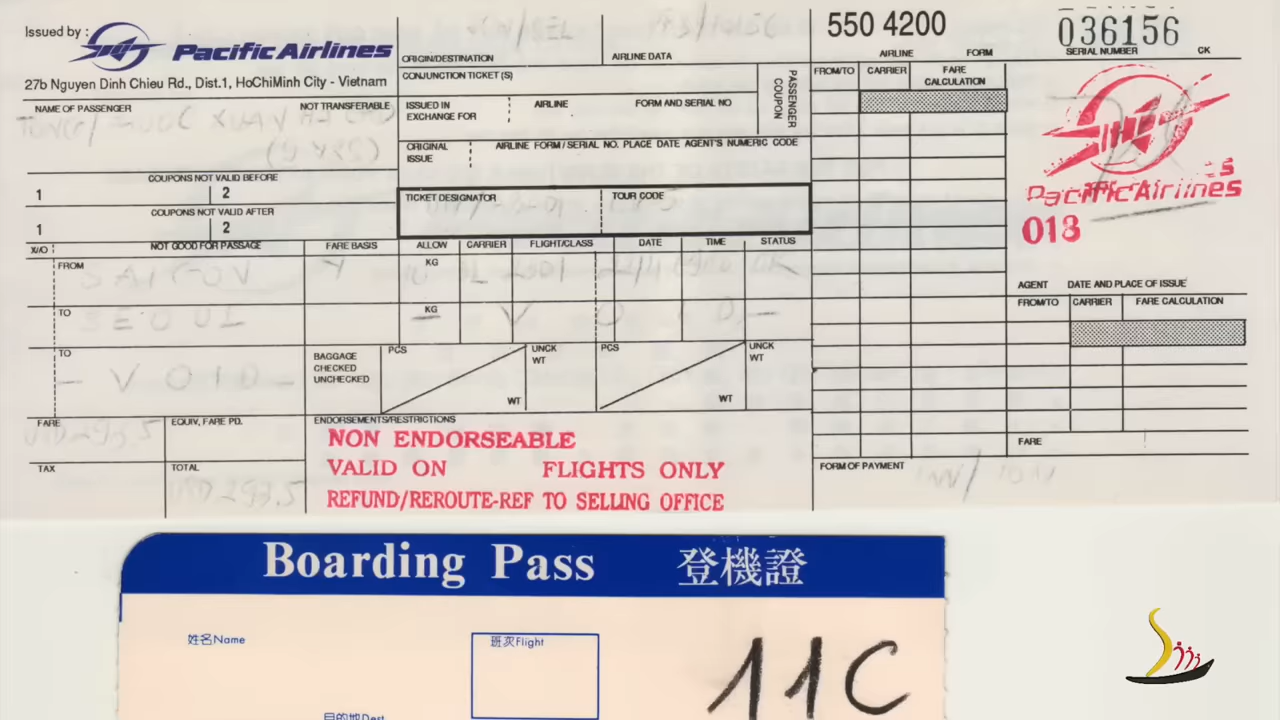 Issued by :
Pacific Airlines
27b Nguyen Dinh Chieu Rd., Dist.1, HoChiMinh City - Vietnam
ORIGIN/DESTINATION
AIRLINE DATA
550 4200
AIRLINE FORM
036156
SERIAL NUMBER CK
NAME OF PASSENGER NOT TRANSFERABLE
XUAN
CONJUNCTION TICKET (S)
ISSUED IN
EXCHANGE FOR
AIRLINE FORM AND SERIAL NO
PASSENGER
COUPON
ORIGINAL
ISSUE
AIRLINE FORM/SERIAL NO. PLACE DATE AGENT'S NUMERIC CODE
COUPONS NOT VALID BEFORE
1 2
COUPONS NOT VALID AFTER
1 2
TICKET DESIGNATOR
TOUR CODE
FROM/TO CARRIER FARE
CALCULATION
Pacific Airlines
018
X/O NOT GOOD FOR PASSAGE FARE BASIS ALLOW CARRIER FLIGHT/CLASS DATE TIME STATUS
FROM
SAIGON Y
KG
TO
SEOUL
KG
- V O I D -
TO
- V O I D -
BAGGAGE
CHECKED
UNCHECKED
PCS UNCK
WT
WT
PCS UNCK
WT
WT
AGENT DATE AND PLACE OF ISSUE
FROM/TO CARRIER FARE CALCULATION
FARE EQUIV, FARE PD.
TAX TOTAL
ENDORSEMENTS/RESTRICTIONS
NON ENDORSEABLE
VALID ON FLIGHTS ONLY
REFUND/REROUTE-REF TO SELLING OFFICE
FARE
FORM OF PAYMENT
Boarding Pass 登機證
姓名Name
班次Flight
11C
目的地Dest